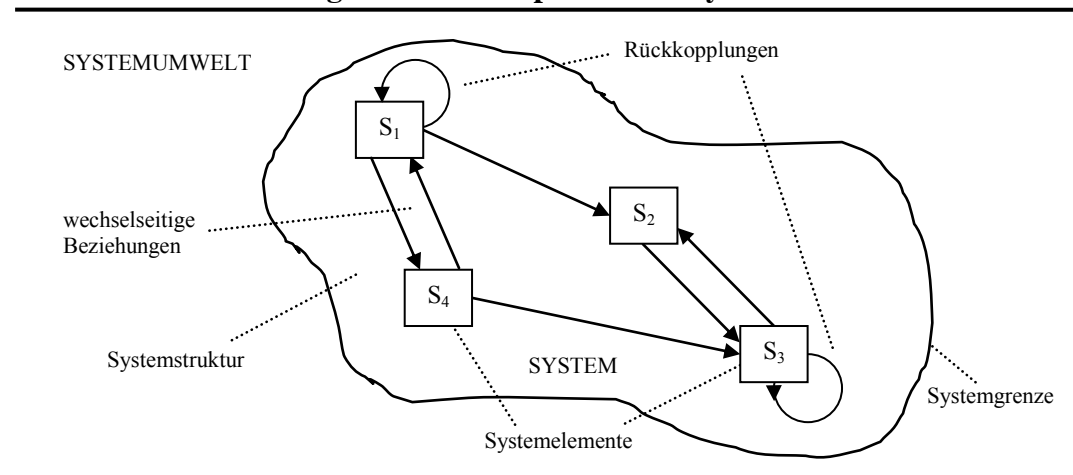 SYSTEMUMWELT
Rückkopplungen
S₁
S₂
wechselseitige
Beziehungen
S₄
S₃
Systemstruktur
SYSTEM
Systemgrenze
Systemelemente